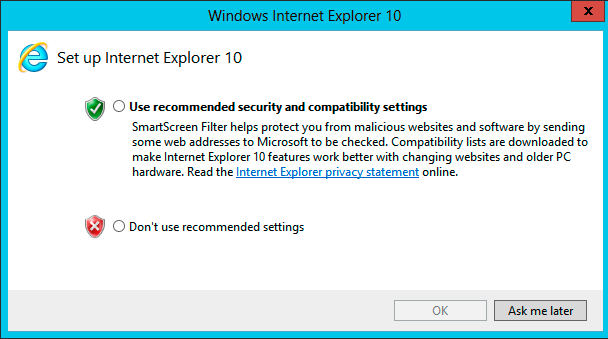 Windows Internet Explorer 10
x
Set up Internet Explorer 10
Use recommended security and compatibility settings
SmartScreen Filter helps protect you from malicious websites and software by sending
some web addresses to Microsoft to be checked. Compatibility lists are downloaded to
make Internet Explorer 10 features work better with changing websites and older PC
hardware. Read the Internet Explorer privacy statement online.
Don't use recommended settings
OK
Ask me later